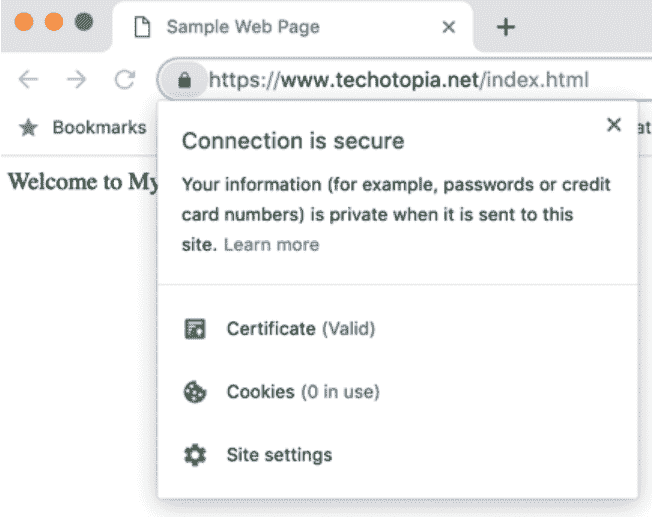 Sample Web Page
https://www.techotopia.net/index.html
Bookmarks
at
Connection is secure
Welcome to My
Your information (for example, passwords or credit
card numbers) is private when it is sent to this
site. Learn more
Certificate (Valid)
Cookies (0 in use)
Site settings